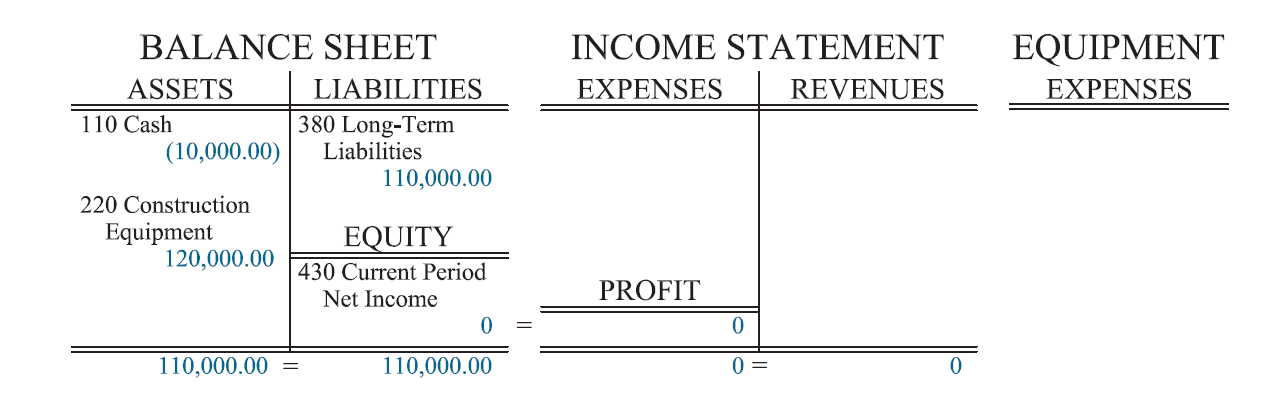 BALANCE SHEET
ASSETS
LIABILITIES
110 Cash
(10,000.00)
220 Construction
Equipment
120,000.00
380 Long-Term
Liabilities
110,000.00
EQUITY
430 Current Period
Net Income
0 =
110,000.00 = 110,000.00
INCOME STATEMENT
EXPENSES
REVENUES
PROFIT
0
0 = 0
EQUIPMENT
EXPENSES